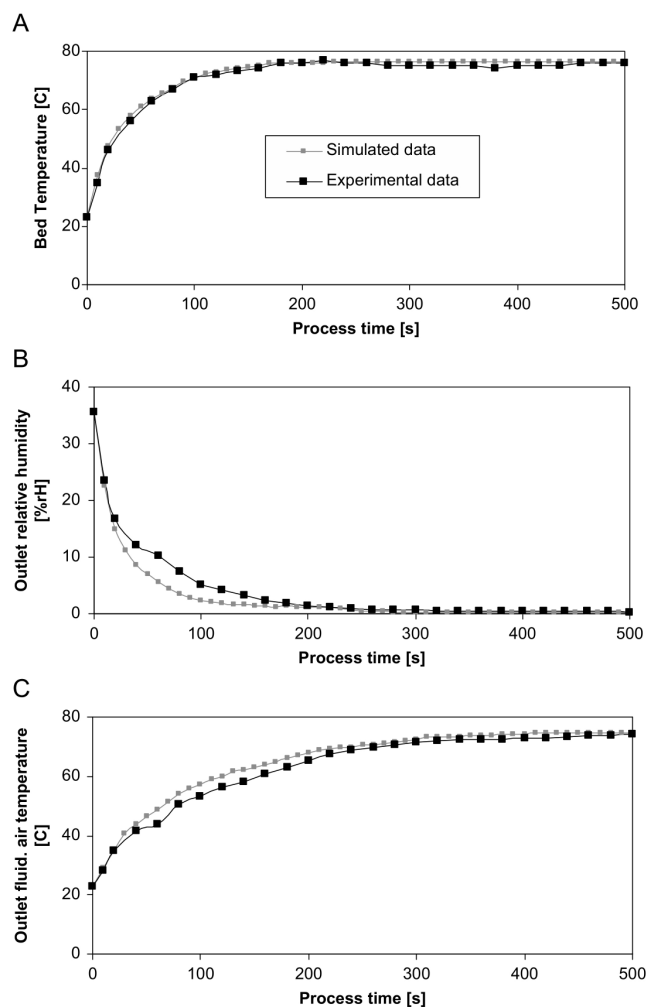 A
80
60
40
20
0
Bed Temperature [C]
Simulated data
Experimental data
0 100 200 300 400 500
Process time [s]
B
40
30
20
10
0
Outlet relative humidity
[%rH]
0 100 200 300 400 500
Process time [s]
C
80
60
40
20
0
Outlet fluid. air temperature
[C]
0 100 200 300 400 500
Process time [s]